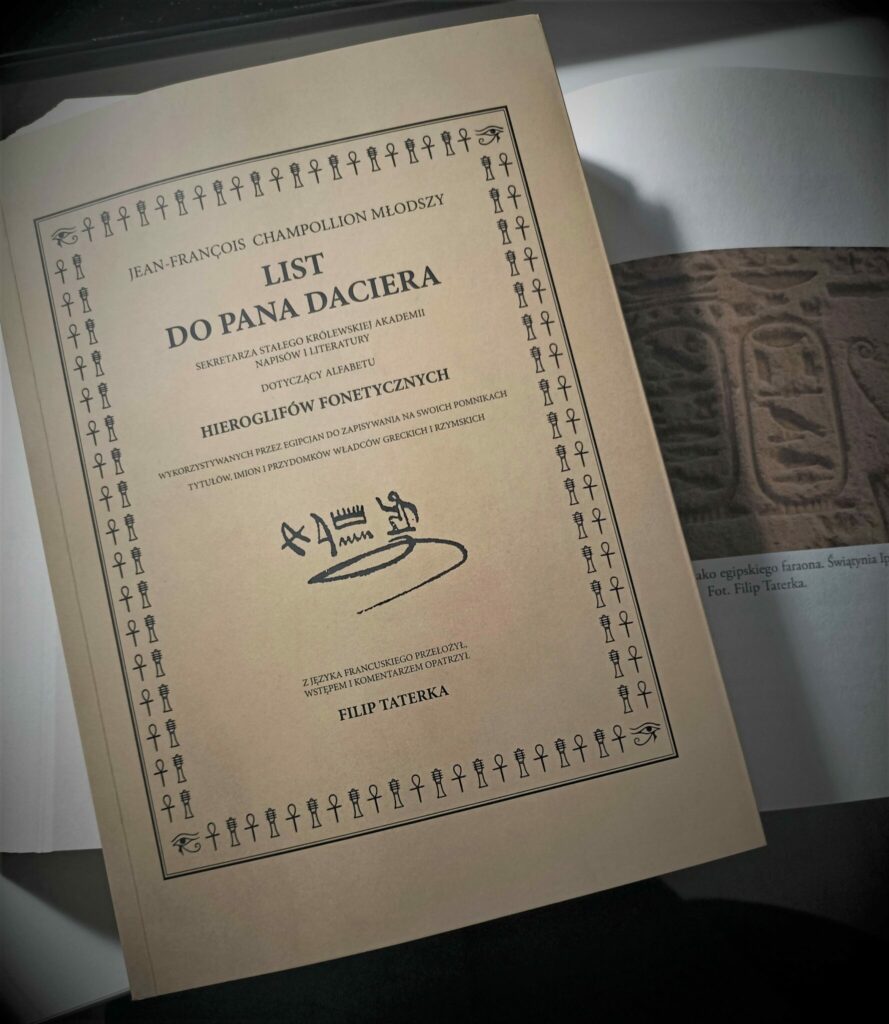 JEAN-FRANÇOIS CHAMPOLLION MŁODSZY
LIST
DO PANA DACIERA
SEKRETARZA STAŁEGO KRÓLEWSKIEJ AKADEMII
NAPISÓW I LITERATURY
DOTYCZĄCY ALFABETU
HIEROGLIFÓW FONETYCZNYCH
WYKORZYSTYWANYCH PRZEZ EGIPCJAN DO ZAPISYWANIA NA SWOICH POMNIKACH
TYTUŁÓW, IMION I PRZYDOMKÓW WŁADCÓW GRECKICH I RZYMSKICH
Z JĘZYKA FRANCUSKIEGO PRZEŁOŻYŁ,
WSTĘPEM I KOMENTARZEM OPATRZYŁ
FILIP TATERKA
ako egipskiego faraona. Świątynia Ip
Fot. Filip Taterka.